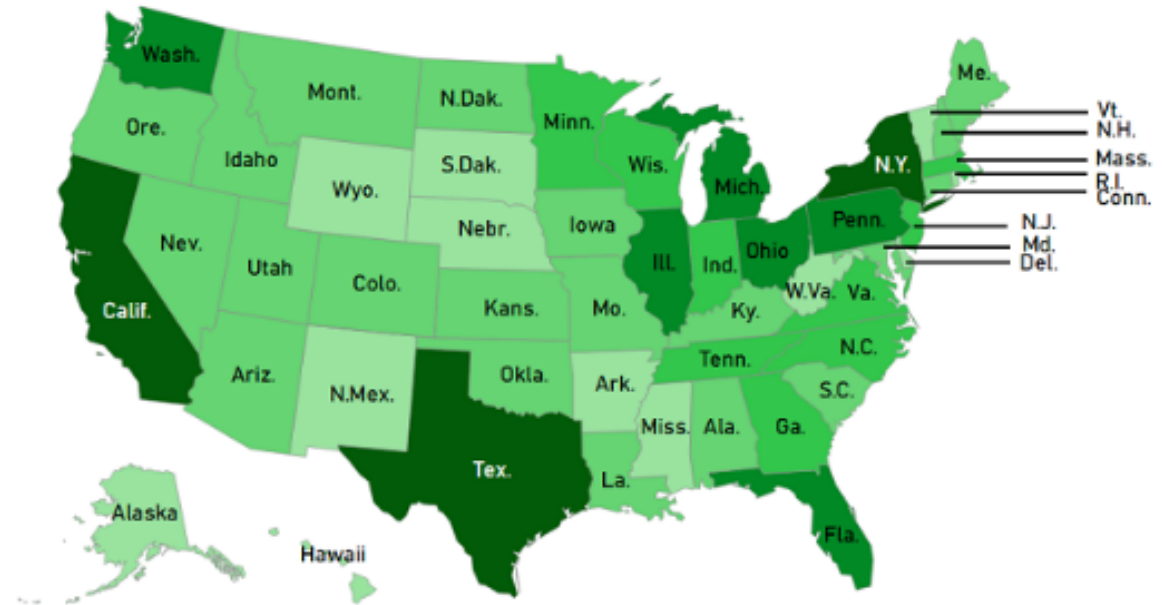 Wash.
Me.
Mont.
N.Dak.
Vt.
Minn.
Ore.
N.H.
Idaho
Mass.
S.Dak.
Wis.
N.Y.
R.I.
Wyo.
Mich.
Conn.
Penn.
N.J.
Iowa
Nebr.
Nev.
Md.
Ohio
Del.
Utah
Ill.
Ind.
Colo.
W.Va.
Va.
Calif.
Kans.
Mo.
Ky.
N.C.
Tenn.
Ariz.
Okla.
Ark.
S.C.
N.Mex.
Miss.
Ala.
Ga.
Tex.
La.
Alaska
Fla.
Hawaii